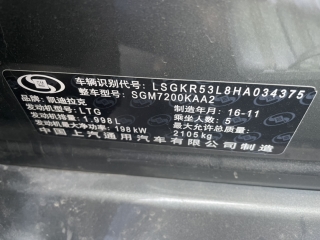 车辆识别代号: LSGKR53L8HA034375
整车型号: SGM7200KAA2
品牌: 凯迪拉克 制造年月: 16-11
发动机型号: LTG 乘坐人数: 5
发动机排量: 1.998L 最大允许总质量:
发动机最大净功率: 198kW 2105kg
中国上汽通用汽车有限公司制造